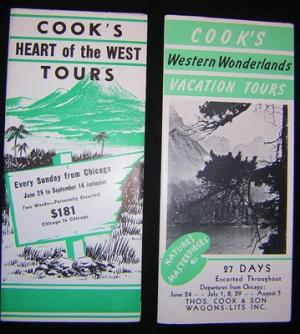 COOK'S
HEART of the WEST
TOURS
Every Sunday from Chicago
June 29 to September 14 inclusive
Two Weeks—Personally Escorted
$181
Chicago to Chicago
COOK'S
Western Wonderlands
VACATION TOURS
NATURE'S
MASTERPIECES
27 DAYS
Escorted Throughout
Departures from Chicago:
June 24 -- July 1, 8, 29 -- August 5
THOS. COOK & SON
WAGONS-LITS INC.